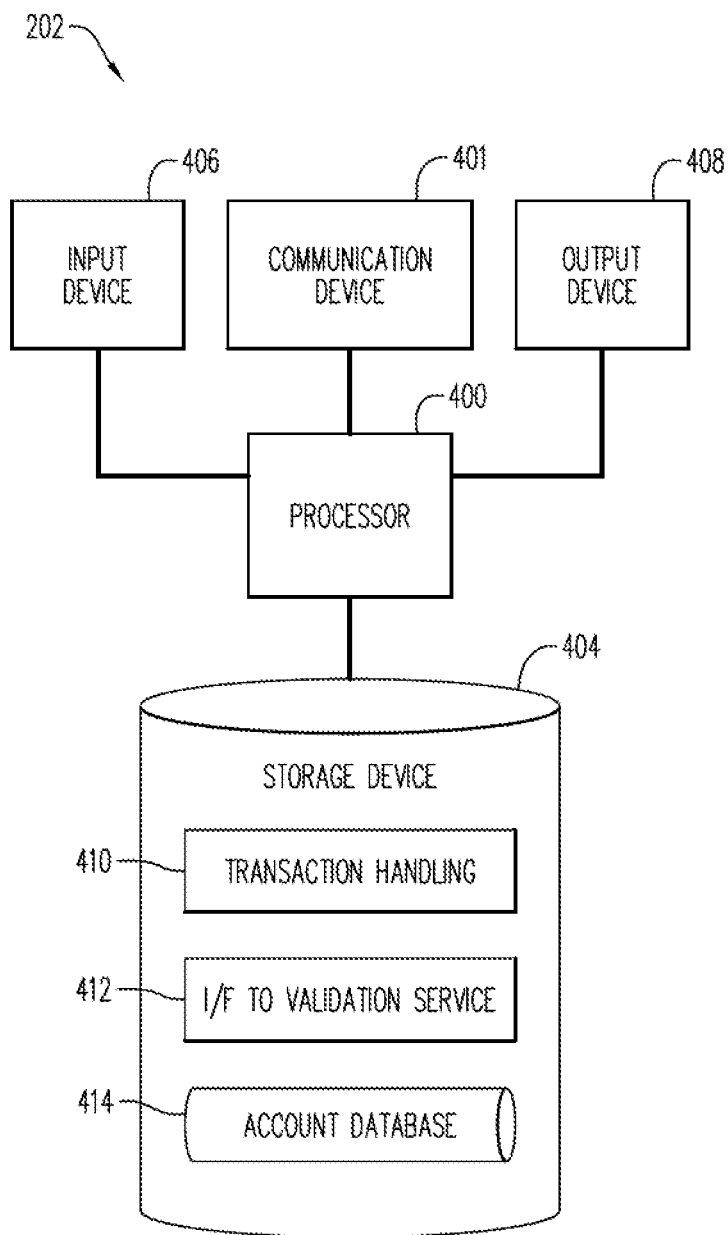 202
406
401
408
INPUT
DEVICE
COMMUNICATION
DEVICE
OUTPUT
DEVICE
400
PROCESSOR
404
STORAGE DEVICE
410
TRANSACTION HANDLING
412
I/F TO VALIDATION SERVICE
414
ACCOUNT DATABASE